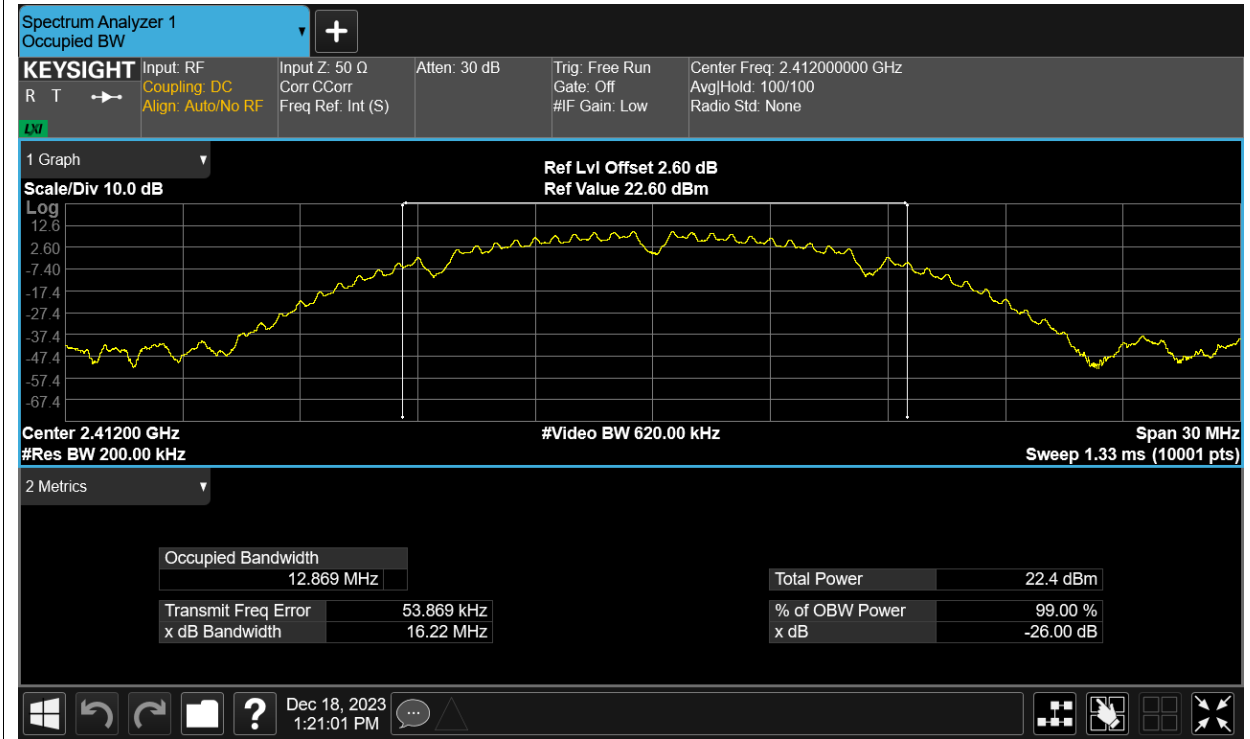 Spectrum Analyzer 1
Occupied BW
KEYSIGHT
R T
LXI
Input: RF
Coupling: DC
Align: Auto/No RF
Input Z: 50 Ω
Corr CCorr
Freq Ref: Int (S)
Atten: 30 dB
Trig: Free Run
Gate: Off
#IF Gain: Low
Center Freq: 2.412000000 GHz
Avg|Hold: 100/100
Radio Std: None
1 Graph
Scale/Div 10.0 dB
Ref Lvl Offset 2.60 dB
Ref Value 22.60 dBm
Log
12.6
2.60
-7.40
-17.4
-27.4
-37.4
-47.4
-57.4
-67.4
Center 2.41200 GHz
#Video BW 620.00 kHz
Span 30 MHz
#Res BW 200.00 kHz
Sweep 1.33 ms (10001 pts)
2 Metrics
Occupied Bandwidth
12.869 MHz
Total Power 22.4 dBm
Transmit Freq Error 53.869 kHz
% of OBW Power 99.00 %
x dB Bandwidth 16.22 MHz
x dB -26.00 dB
?
Dec 18, 2023
1:21:01 PM